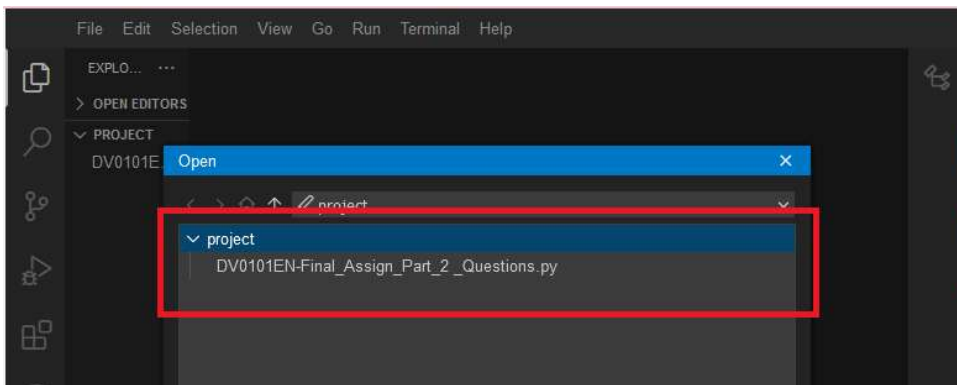 File Edit Selection View Go Run Terminal Help
EXPLO... ...
OPEN EDITORS
PROJECT
DV0101E
Open
project
project
DV0101EN-Final_Assign_Part_2 _Questions.py